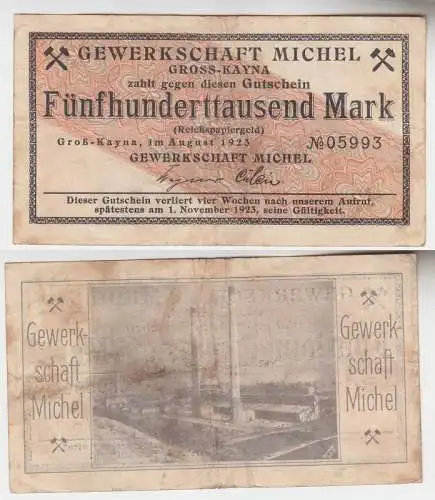 GEWERKSCHAFT MICHEL
GROSS-KAYNA
zahlt gegen diesen Gutschein
Fünfhunderttausend Mark
(Reichspapiergeld)
Groß-Kayna, im August 1923 № 05993
GEWERKSCHAFT MICHEL
Dieser Gutschein verliert vier Wochen nach unserem Aufruf,
spätestens am 1. November 1923, seine Gültigkeit.
Gewerk-
schaft
Michel
Gewerk-
schaft
Michel